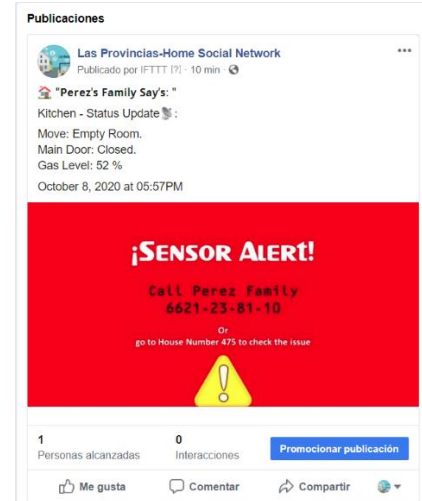 Publicaciones
Las Provincias-Home Social Network
Publicado por IFTTT [?] · 10 min ·
"Perez's Family Say's: "
Kitchen - Status Update :
Move: Empty Room.
Main Door: Closed.
Gas Level: 52 %
October 8, 2020 at 05:57PM
¡SENSOR ALERT!
Call Perez Family
6621-23-81-10
Or
go to House Number 475 to check the issue
1
Personas alcanzadas
0
Interacciones
Promocionar publicación
Me gusta
Comentar
Compartir